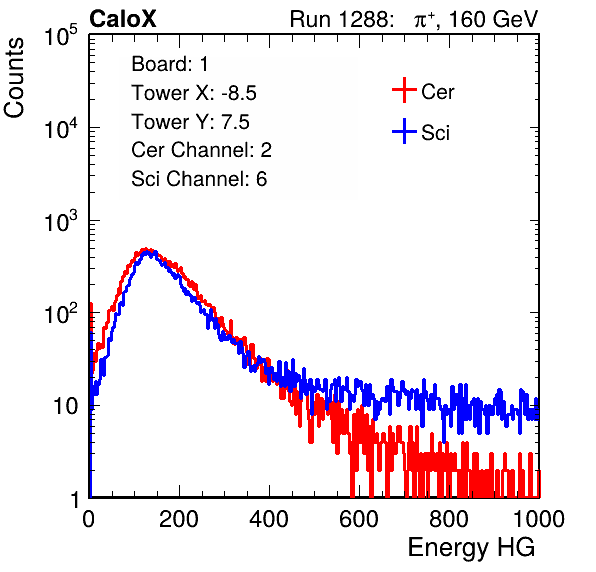 CaloX Run 1288: π⁺, 160 GeV
Counts
10⁵
10⁴
10³
10²
10
1
Board: 1
Tower X: -8.5
Tower Y: 7.5
Cer Channel: 2
Sci Channel: 6
Cer
Sci
0 200 400 600 800 1000
Energy HG